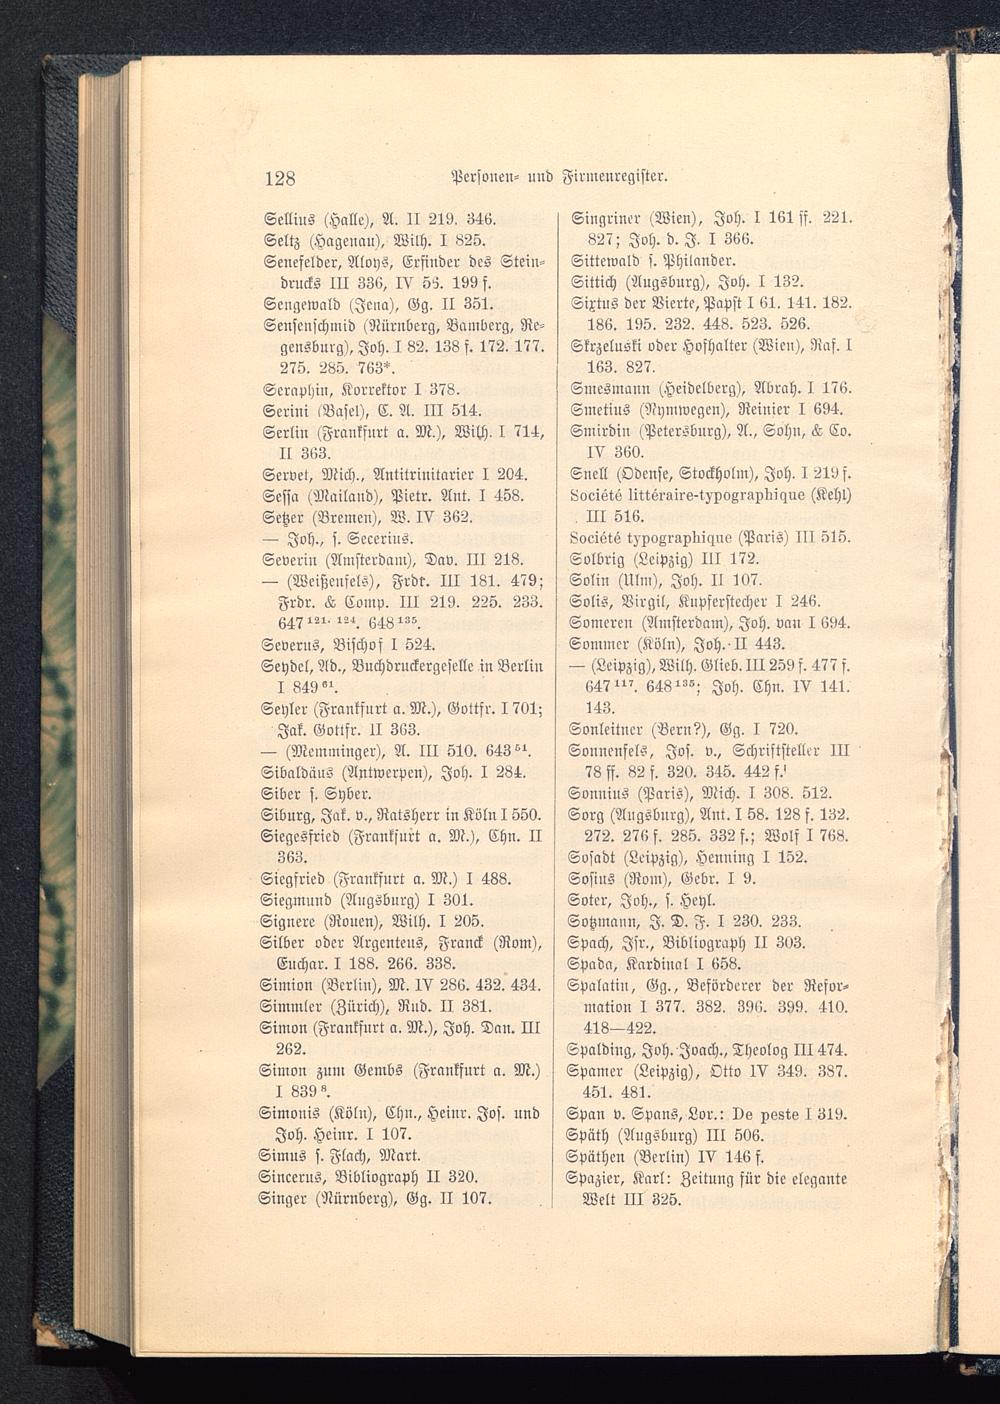 128
Personen- und Firmenregister.
Sellius (Halle), A. II 219. 346.
Seltz (Hagenau), Wilh. I 825.
Senefelder, Aloys, Erfinder des Stein-
drucks III 336, IV 58. 199 f.
Sengewald (Jena), Gg. II 351.
Sensenschmid (Nürnberg, Bamberg, Re-
gensburg), Joh. I 82. 138 f. 172. 177.
275. 285. 763*.
Seraphin, Korrektor I 378.
Serini (Basel), C. A. III 514.
Serlin (Frankfurt a. M.), Wilh. I 714,
II 363.
Servet, Mich., Antitrinitarier I 204.
Sessa (Mailand), Pietr. Ant. I 458.
Setzer (Bremen), W. IV 362.
— Joh., s. Secerius.
Severin (Amsterdam), Dav. III 218.
— (Weißenfels), Frdr. III 181. 479;
Frdr. & Comp. III 219. 225. 233.
647 121. 124. 648 135.
Severus, Bischof I 524.
Seydel, Ad., Buchdruckergeselle in Berlin
I 849 61.
Seyler (Frankfurt a. M.), Gottfr. I 701;
Jak. Gottfr. II 363.
— (Memminger), A. III 510. 643 51.
Sibaldäus (Antwerpen), Joh. I 284.
Siber s. Syber.
Siburg, Jak. v., Ratsherr in Köln I 550.
Siegesfried (Frankfurt a. M.), Chn. II
363.
Siegfried (Frankfurt a. M.) I 488.
Siegmund (Augsburg) I 301.
Signere (Rouen), Wilh. I 205.
Silber oder Argenteus, Franck (Rom),
Euchar. I 188. 266. 338.
Simion (Berlin), M. IV 286. 432. 434.
Simmler (Zürich), Rud. II 381.
Simon (Frankfurt a. M.), Joh. Dan. III
262.
Simon zum Gembs (Frankfurt a. M.)
I 839 8.
Simonis (Köln), Chn., Heinr. Jos. und
Joh. Heinr. I 107.
Simus s. Flach, Mart.
Sincerus, Bibliograph II 320.
Singer (Nürnberg), Gg. II 107.
Singriner (Wien), Joh. I 161 ff. 221.
827; Joh. d. J. I 366.
Sittewald s. Philander.
Sittich (Augsburg), Joh. I 132.
Sixtus der Vierte, Papst I 61. 141. 182.
186. 195. 232. 448. 523. 526.
Skrzeluski oder Hofhalter (Wien), Raf. I
163. 827.
Smesmann (Heidelberg), Abrah. I 176.
Smetius (Nymwegen), Reinier I 694.
Smirdin (Petersburg), A., Sohn, & Co.
IV 360.
Snell (Odense, Stockholm), Joh. I 219 f.
Société littéraire-typographique (Kehl)
III 516.
Société typographique (Paris) III 515.
Solbrig (Leipzig) III 172.
Solin (Ulm), Joh. II 107.
Solis, Virgil, Kupferstecher I 246.
Someren (Amsterdam), Joh. van I 694.
Sommer (Köln), Joh. II 443.
— (Leipzig), Wilh. Glieb. III 259 f. 477 f.
647 117. 648 135; Joh. Chn. IV 141.
143.
Sonleitner (Bern?), Gg. I 720.
Sonnenfels, Jos. v., Schriftsteller III
78 ff. 82 f. 320. 345. 442 f.
Sonnius (Paris), Mich. I 308. 512.
Sorg (Augsburg), Ant. I 58. 128 f. 132.
272. 276 f. 285. 332 f.; Wolf I 768.
Sosadt (Leipzig), Henning I 152.
Sosius (Rom), Gebr. I 9.
Soter, Joh., s. Heyl.
Sotzmann, J. D. F. I 230. 233.
Spach, Isr., Bibliograph II 303.
Spada, Kardinal I 658.
Spalatin, Gg., Beförderer der Refor-
mation I 377. 382. 396. 399. 410.
418—422.
Spalding, Joh. Joach., Theolog III 474.
Spamer (Leipzig), Otto IV 349. 387.
451. 481.
Span v. Spans, Lor.: De peste I 319.
Späth (Augsburg) III 506.
Späthen (Berlin) IV 146 f.
Spazier, Karl: Zeitung für die elegante
Welt III 325.